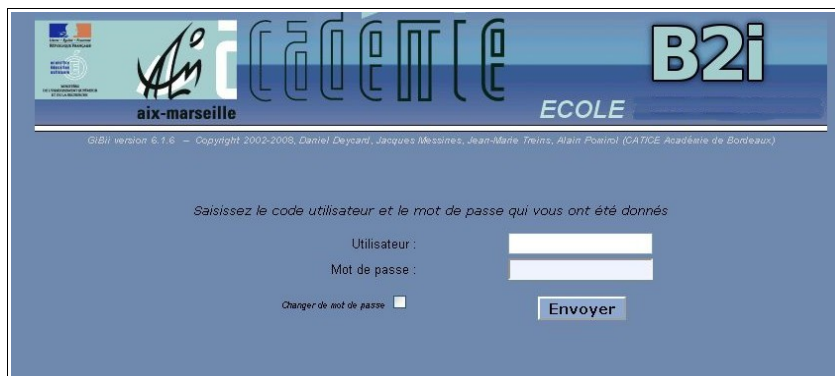 académie
B2i
aix-marseille
ECOLE
GiBii version 6.1.6 – Copyright 2002-2008, Daniel Deycard, Jacques Messines, Jean-Marie Treins, Alain Pomirol (CATICE Académie de Bordeaux)
Saisissez le code utilisateur et le mot de passe qui vous ont été donnés
Utilisateur :
Mot de passe :
Changer de mot de passe
Envoyer